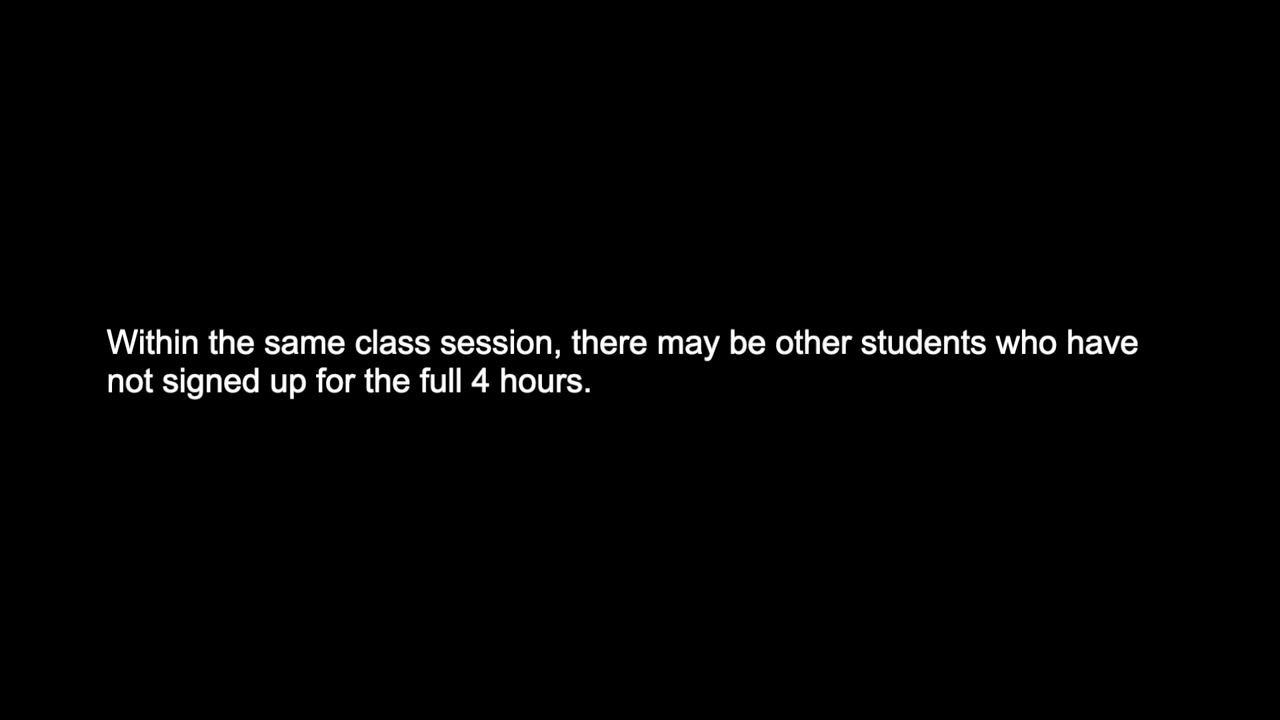 Within the same class session, there may be other students who have
not signed up for the full 4 hours.